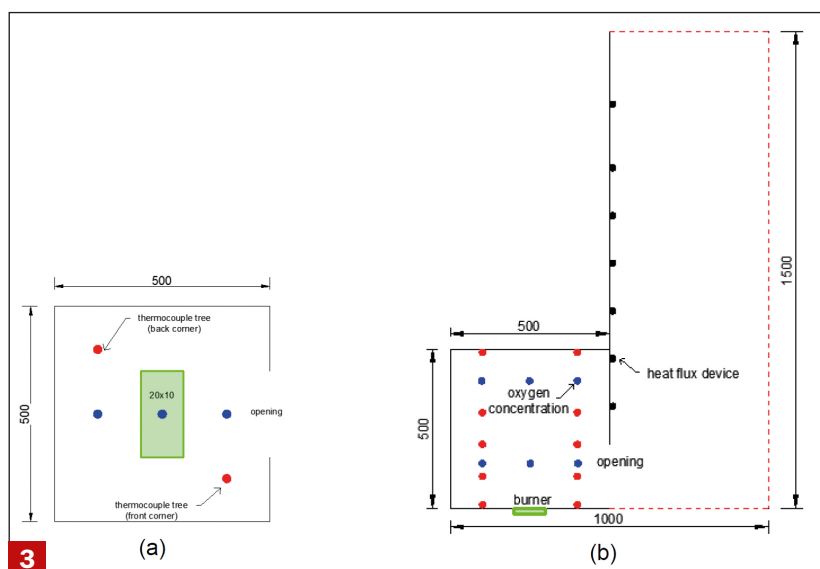 500
thermocouple tree
(back corner)
500
20x10
opening
thermocouple tree
(front corner)
(a)
3
1500
500
heat flux device
oxygen
concentration
500
opening
burner
1000
(b)